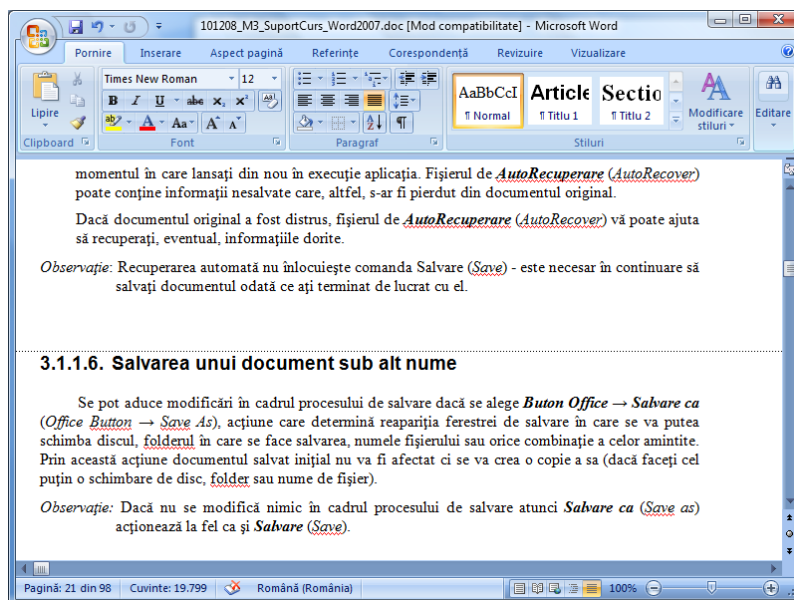 101208_M3_SuportCurs_Word2007.doc [Mod compatibilitate] - Microsoft Word
Pornire Inserare Aspect pagină Referințe Corespondență Revizuire Vizualizare
Times New Roman 12
Lipire
B I U abc x₂ x²
ab Aa A A
AaBbCcI Article Sectio
¶ Normal ¶ Titlu 1 ¶ Titlu 2
Modificare stiluri
Editare
Clipboard Font Paragraf Stiluri
momentul în care lansați din nou în execuție aplicația. Fișierul de AutoRecuperare (AutoRecover)
poate conține informații nesalvate care, altfel, s-ar fi pierdut din documentul original.
Dacă documentul original a fost distrus, fișierul de AutoRecuperare (AutoRecover) vă poate ajuta
să recuperați, eventual, informațiile dorite.
Observație: Recuperarea automată nu înlocuiește comanda Salvare (Save) - este necesar în continuare să
salvați documentul odată ce ați terminat de lucrat cu el.
3.1.1.6. Salvarea unui document sub alt nume
Se pot aduce modificări în cadrul procesului de salvare dacă se alege Buton Office → Salvare ca
(Office Button → Save As), acțiune care determină reapariția ferestrei de salvare în care se va putea
schimba discul, folderul în care se face salvarea, numele fișierului sau orice combinație a celor amintite.
Prin această acțiune documentul salvat inițial nu va fi afectat ci se va crea o copie a sa (dacă faceți cel
puțin o schimbare de disc, folder sau nume de fișier).
Observație: Dacă nu se modifică nimic în cadrul procesului de salvare atunci Salvare ca (Save as)
acționează la fel ca și Salvare (Save).
Pagină: 21 din 98 Cuvinte: 19.799 Română (România) 100%